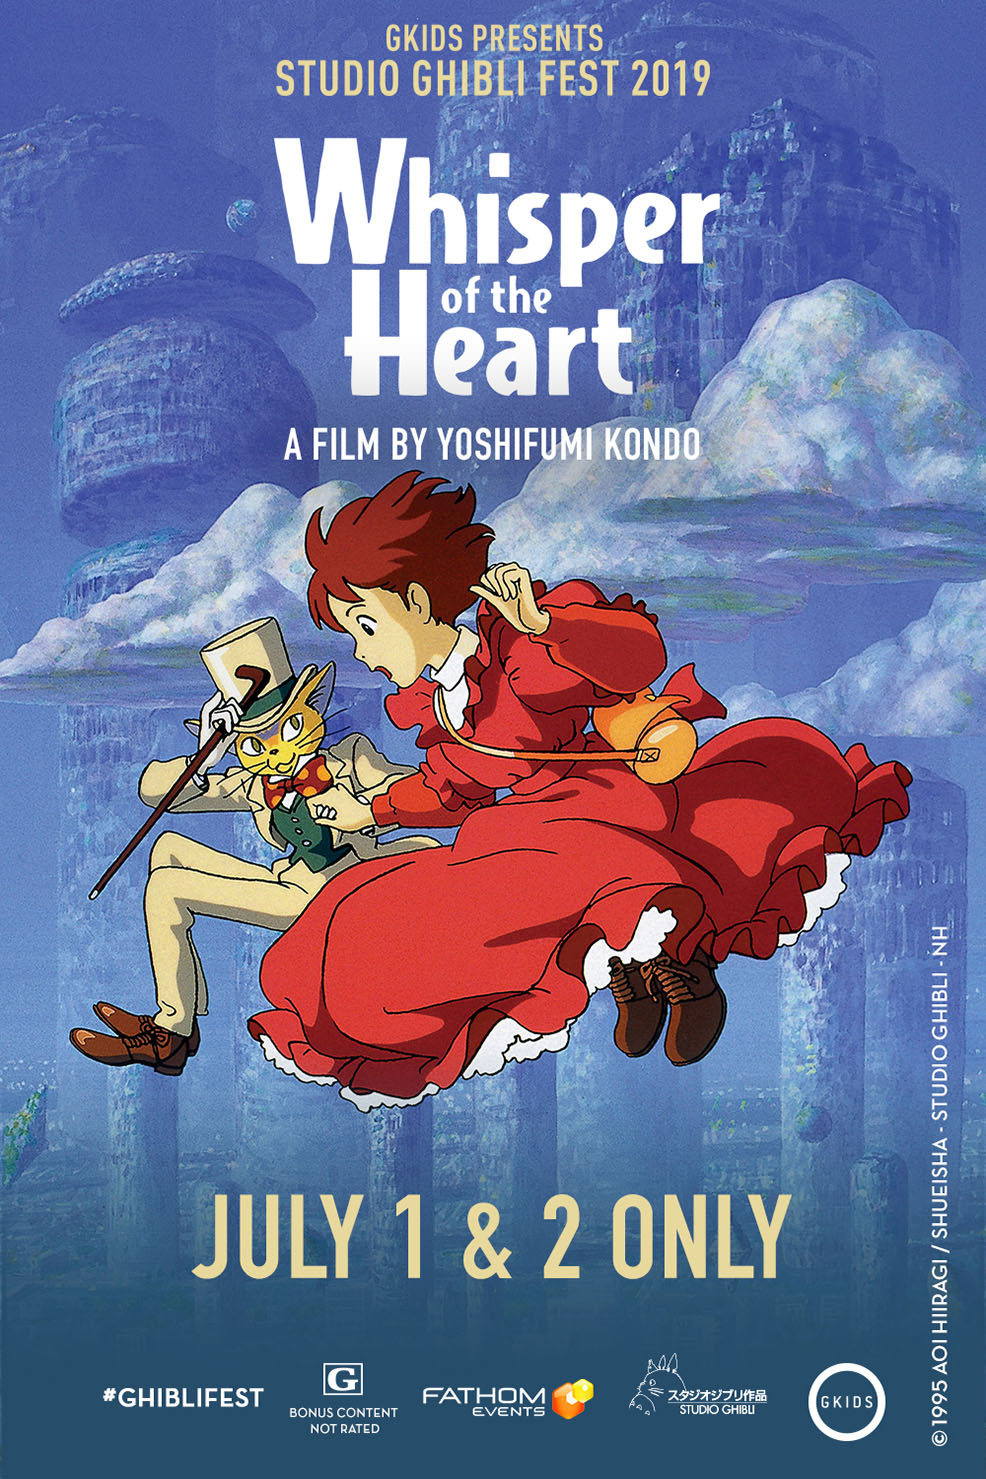 GKIDS PRESENTS
STUDIO GHIBLI FEST 2019
Whisper
of the
Heart
A FILM BY YOSHIFUMI KONDO
JULY 1 & 2 ONLY
#GHIBLIFEST
G
BONUS CONTENT
NOT RATED
FATHOM
EVENTS
スタジオジブリ作品
STUDIO GHIBLI
GKIDS
©1995 AOI HIIRAGI / SHUEISHA - STUDIO GHIBLI - NH